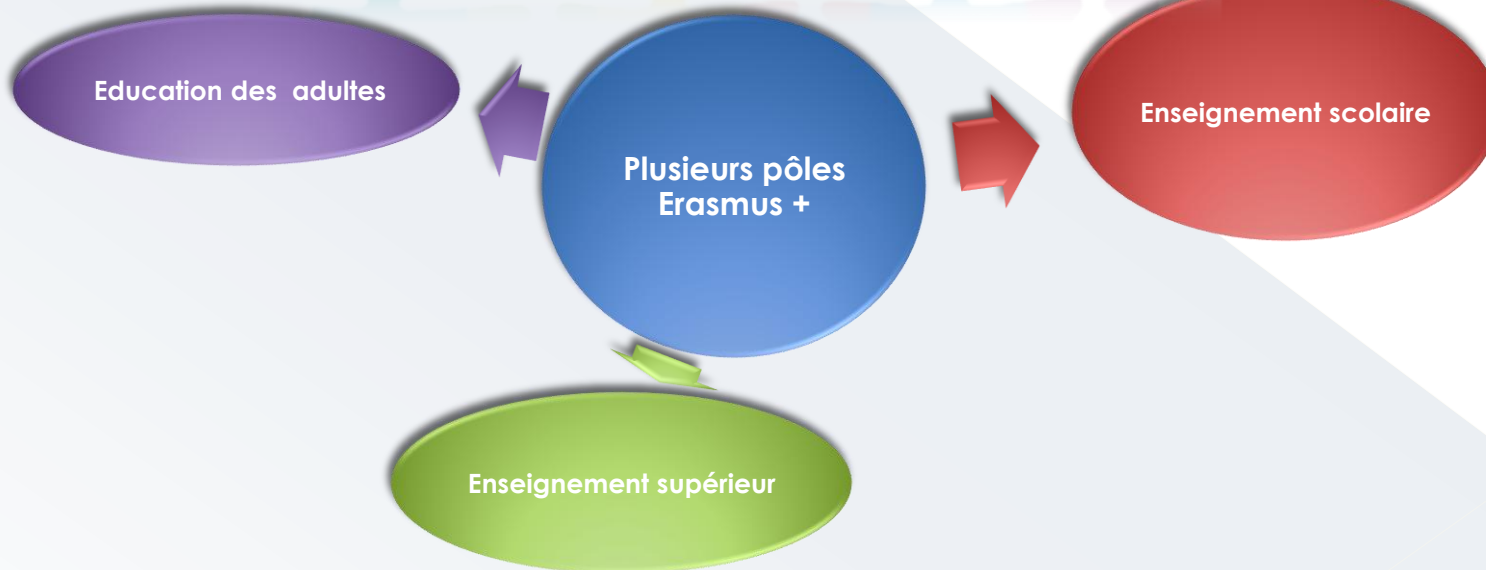 Education des adultes
Plusieurs pôles
Erasmus +
Enseignement scolaire
Enseignement supérieur